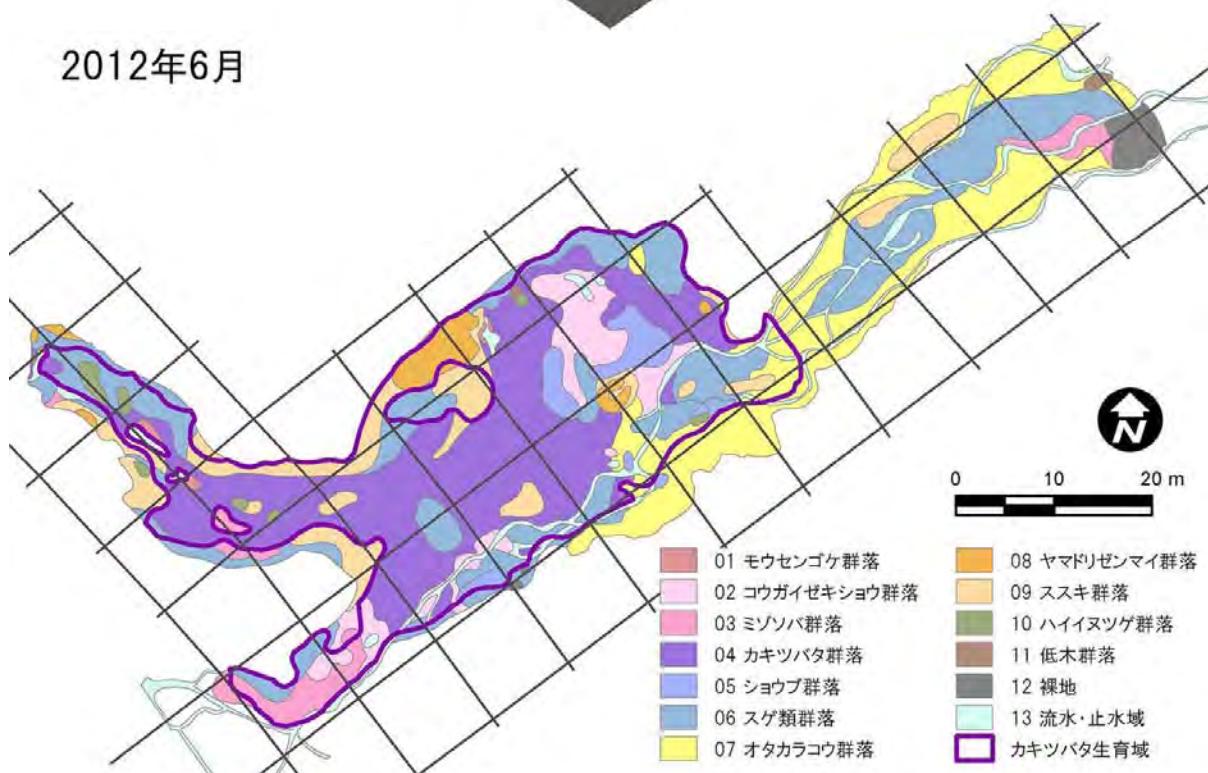 2012年6月
N
0 10 20 m
01 モウセンゴケ群落
02 コウガイゼキショウ群落
03 ミゾソバ群落
04 カキツバタ群落
05 ショウブ群落
06 スゲ類群落
07 オタカラコウ群落
08 ヤマドリゼンマイ群落
09 ススキ群落
10 ハイイヌツゲ群落
11 低木群落
12 裸地
13 流水・止水域
カキツバタ生育域